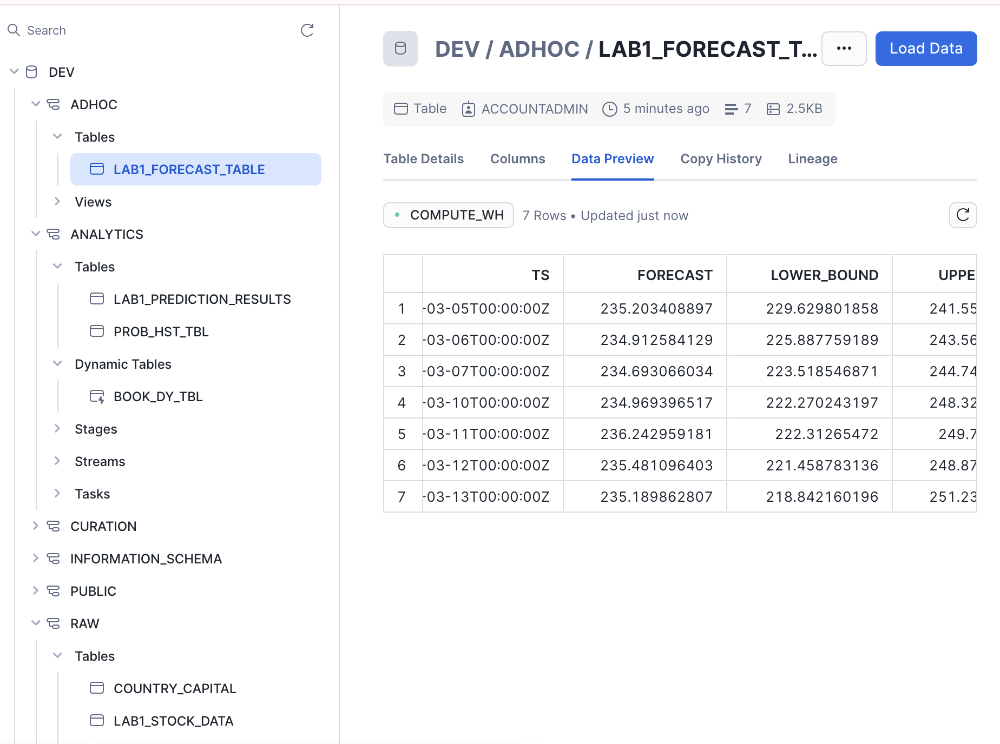 Search
DEV
ADHOC
Tables
LAB1_FORECAST_TABLE
Views
ANALYTICS
Tables
LAB1_PREDICTION_RESULTS
PROB_HST_TBL
Dynamic Tables
BOOK_DY_TBL
Stages
Streams
Tasks
CURATION
INFORMATION_SCHEMA
PUBLIC
RAW
Tables
COUNTRY_CAPITAL
LAB1_STOCK_DATA
DEV / ADHOC / LAB1_FORECAST_T... ... Load Data
Table ACCOUNTADMIN 5 minutes ago 7 2.5KB
Table Details Columns Data Preview Copy History Lineage
COMPUTE_WH 7 Rows • Updated just now
TS FORECAST LOWER_BOUND UPPE
1 -03-05T00:00:00Z 235.203408897 229.629801858 241.55
2 -03-06T00:00:00Z 234.912584129 225.887759189 243.56
3 -03-07T00:00:00Z 234.693066034 223.518546871 244.74
4 -03-10T00:00:00Z 234.969396517 222.270243197 248.32
5 -03-11T00:00:00Z 236.242959181 222.31265472 249.7
6 -03-12T00:00:00Z 235.481096403 221.458783136 248.87
7 -03-13T00:00:00Z 235.189862807 218.842160196 251.23